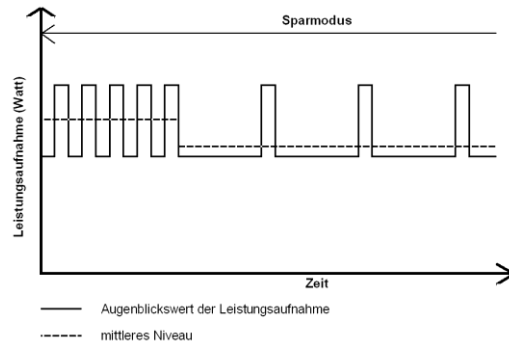 Sparmodus
Leistungsaufnahme (Watt)
Zeit
Augenblickswert der Leistungsaufnahme
mittleres Niveau